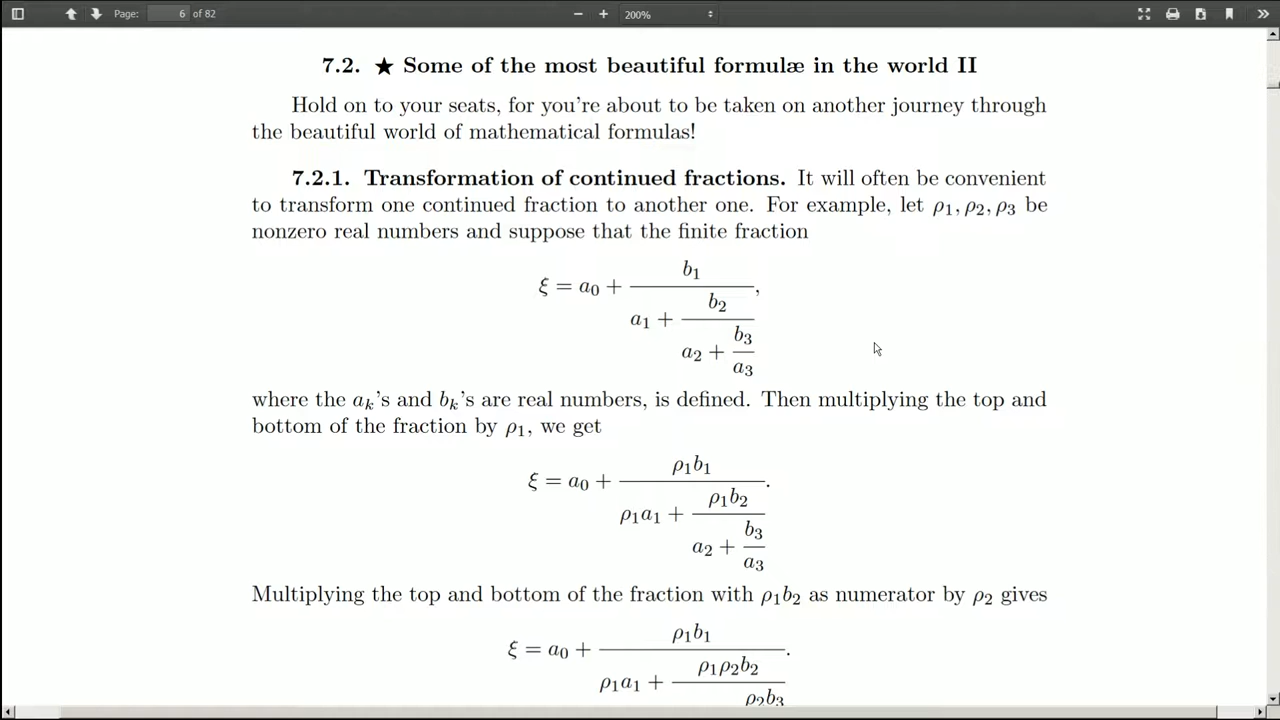 Page: 6 of 82 200%
7.2. ★ Some of the most beautiful formulæ in the world II
Hold on to your seats, for you're about to be taken on another journey through
the beautiful world of mathematical formulas!
7.2.1. Transformation of continued fractions. It will often be convenient
to transform one continued fraction to another one. For example, let ρ₁, ρ₂, ρ₃ be
nonzero real numbers and suppose that the finite fraction
b₁
ξ = a₀ + ,
b₂
a₁ +
b₃
a₂ +
a₃
where the aₖ's and bₖ's are real numbers, is defined. Then multiplying the top and
bottom of the fraction by ρ₁, we get
ρ₁b₁
ξ = a₀ + .
ρ₁b₂
ρ₁a₁ +
b₃
a₂ +
a₃
Multiplying the top and bottom of the fraction with ρ₁b₂ as numerator by ρ₂ gives
ρ₁b₁
ξ = a₀ + .
ρ₁ρ₂b₂
ρ₁a₁ +
ρ₂b₃